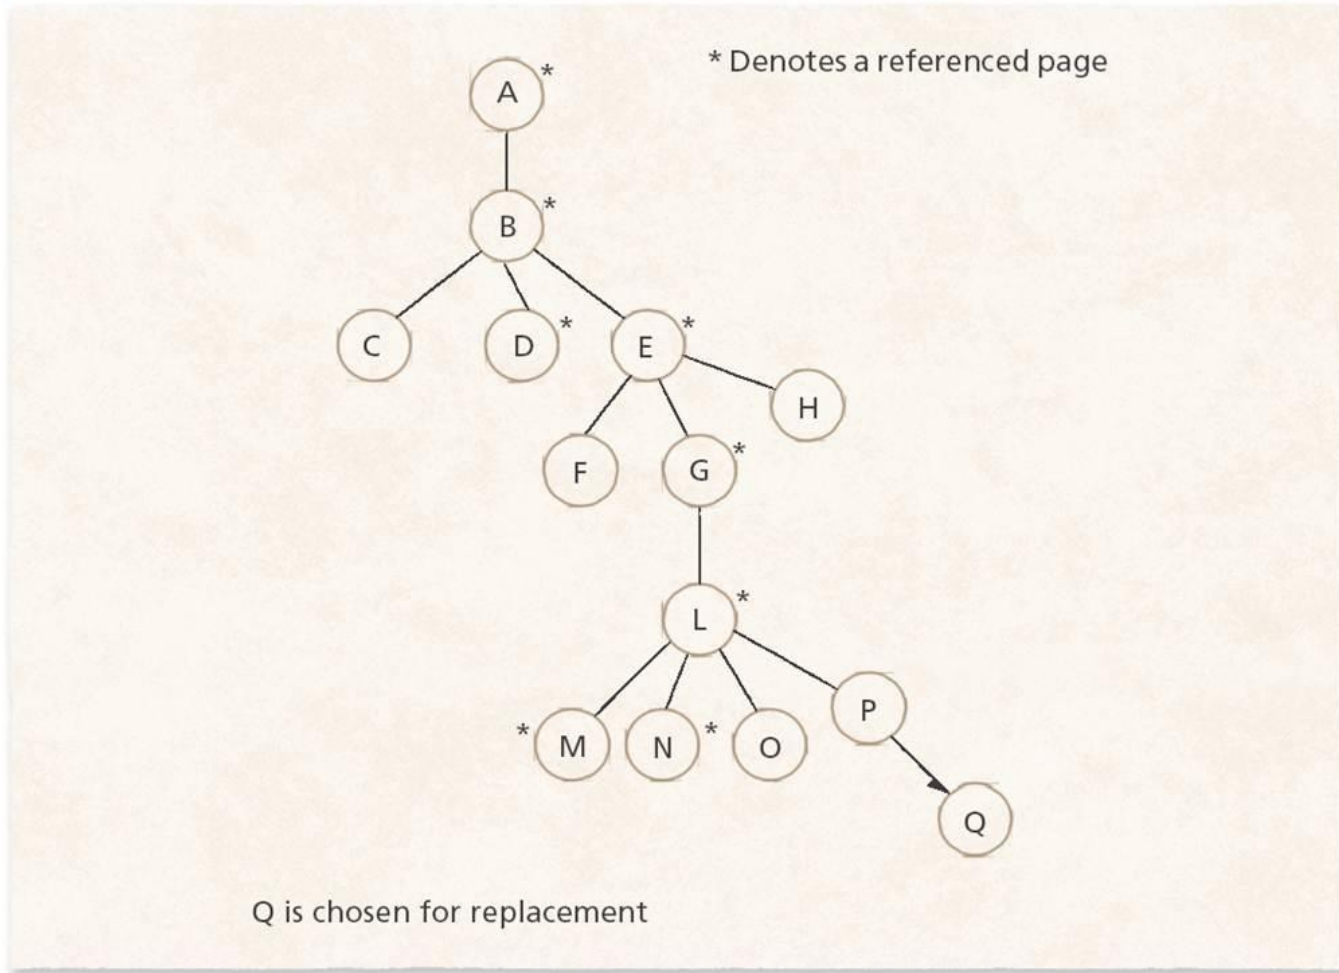 * Denotes a referenced page
A *
B *
C
D *
E *
H
F
G *
L *
P
* M
N *
O
Q
Q is chosen for replacement